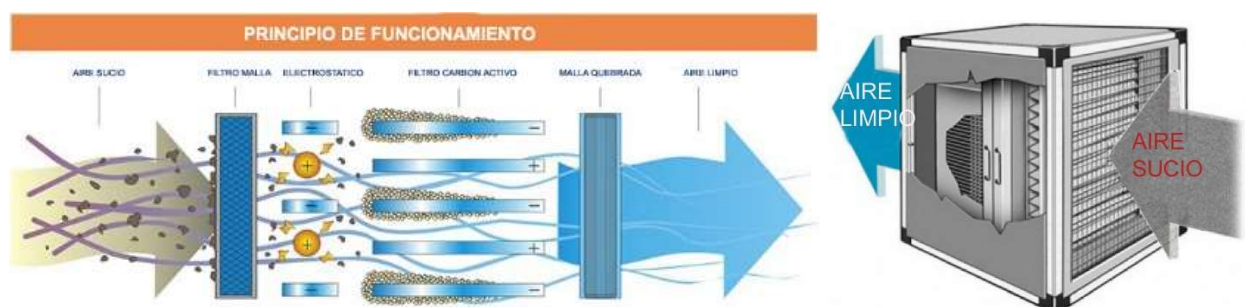 PRINCIPIO DE FUNCIONAMIENTO
AIRE SUCIO
FILTRO MALLA
ELECTROSTATICO
FILTRO CARBON ACTIVO
MALLA QUEBRADA
AIRE LIMPIO
AIRE
LIMPIO
AIRE
SUCIO